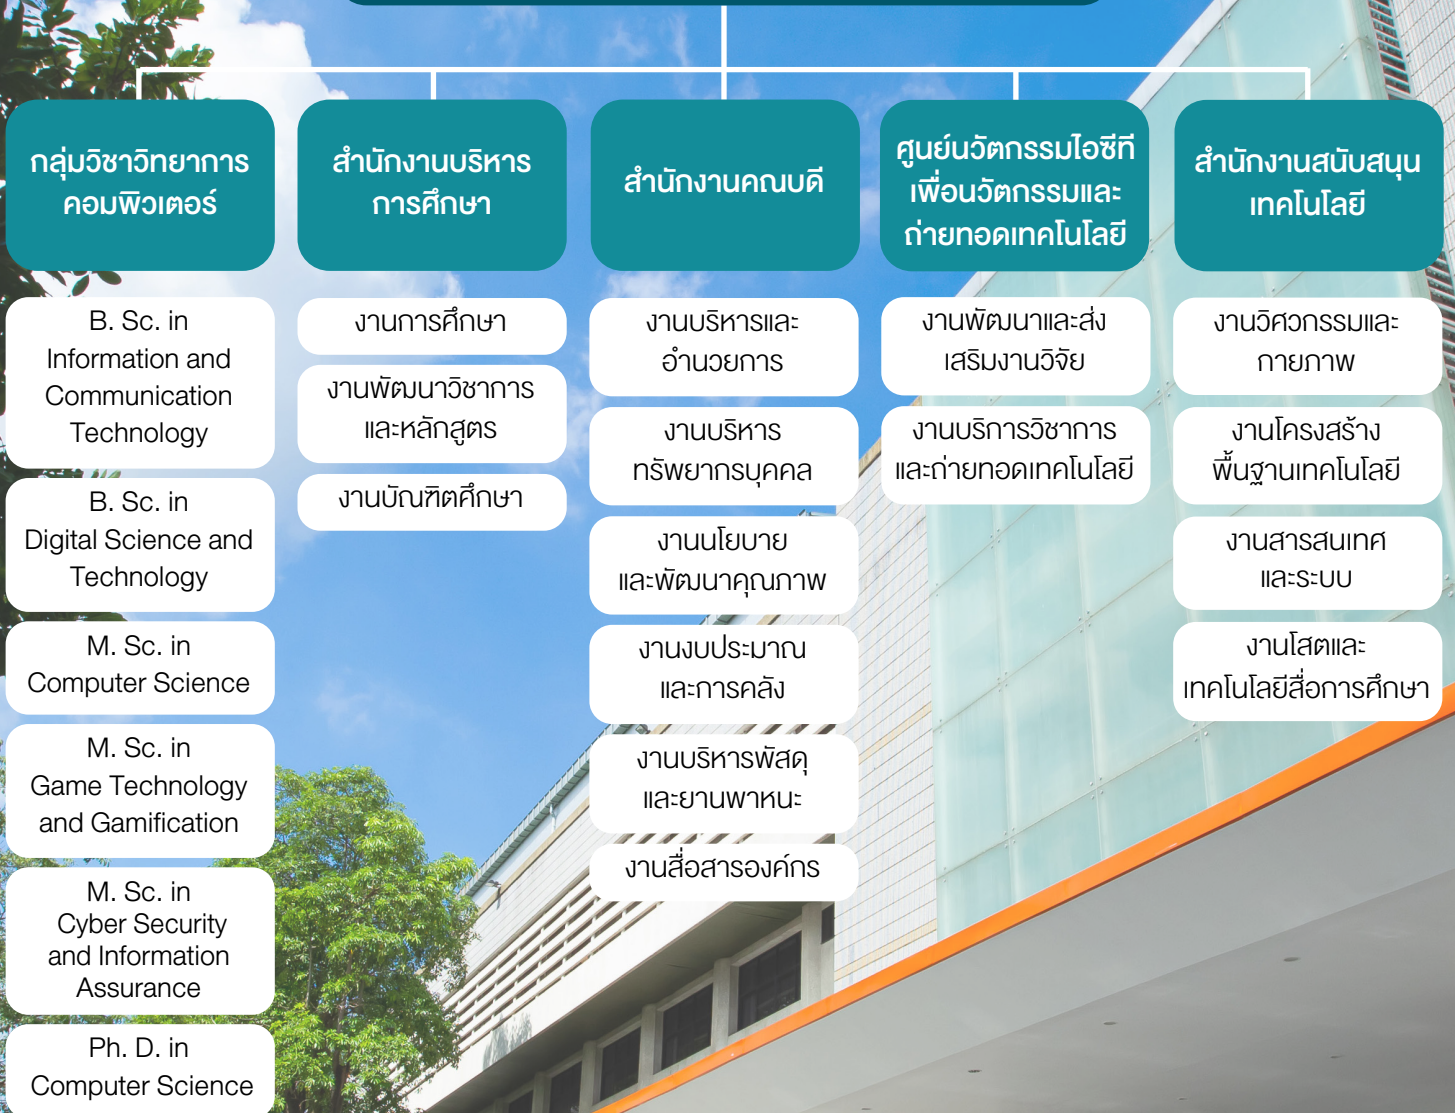 กลุ่มวิชาวิทยาการ
คอมพิวเตอร์
B. Sc. in
Information and
Communication
Technology
B. Sc. in
Digital Science and
Technology
M. Sc. in
Computer Science
M. Sc. in
Game Technology
and Gamification
M. Sc. in
Cyber Security
and Information
Assurance
Ph. D. in
Computer Science
สำนักงานบริหาร
การศึกษา
งานการศึกษา
งานพัฒนาวิชาการ
และหลักสูตร
งานบัณฑิตศึกษา
สำนักงานคณบดี
งานบริหารและ
อำนวยการ
งานบริหาร
ทรัพยากรบุคคล
งานนโยบาย
และพัฒนาคุณภาพ
งานงบประมาณ
และการคลัง
งานบริหารพัสดุ
และยานพาหนะ
งานสื่อสารองค์กร
ศูนย์นวัตกรรมไอซีที
เพื่อนวัตกรรมและ
ถ่ายทอดเทคโนโลยี
งานพัฒนาและส่ง
เสริมงานวิจัย
งานบริการวิชาการ
และถ่ายทอดเทคโนโลยี
สำนักงานสนับสนุน
เทคโนโลยี
งานวิศวกรรมและ
กายภาพ
งานโครงสร้าง
พื้นฐานเทคโนโลยี
งานสารสนเทศ
และระบบ
งานโสตและ
เทคโนโลยีสื่อการศึกษา